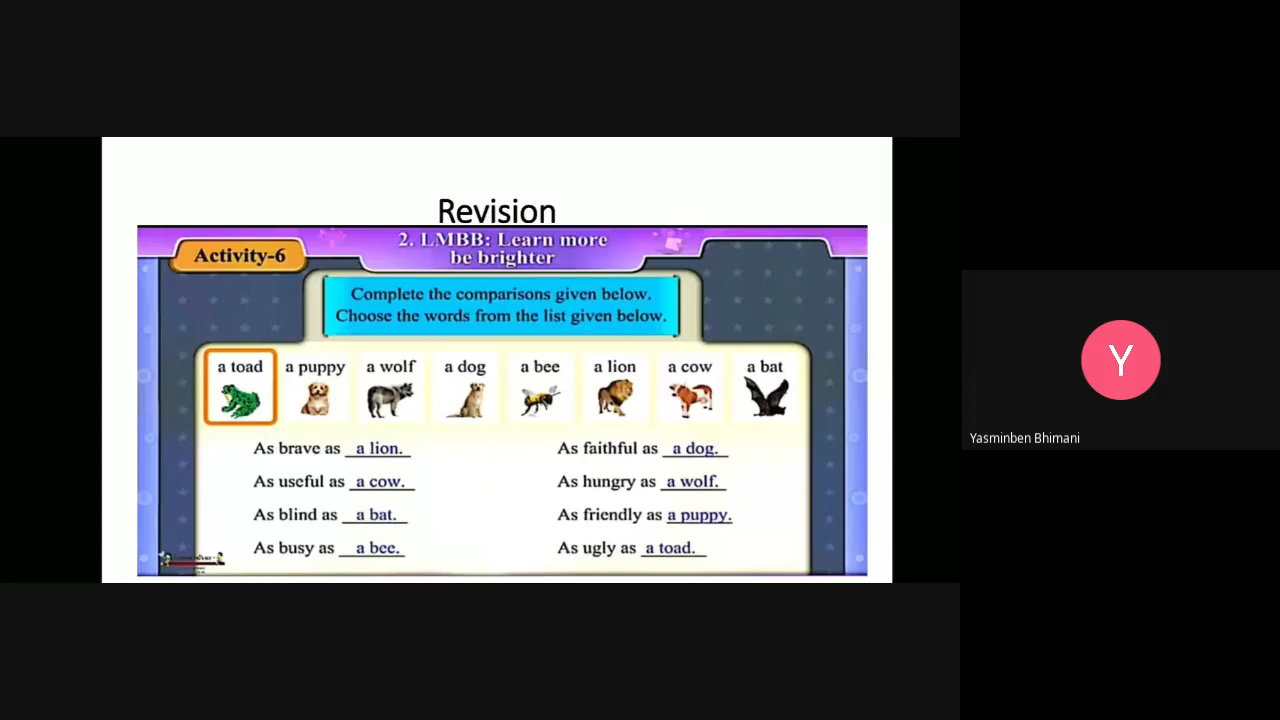 Revision
Activity-6
2. LMBB: Learn more
be brighter
Complete the comparisons given below.
Choose the words from the list given below.
a toad a puppy a wolf a dog a bee a lion a cow a bat
As brave as a lion. As faithful as a dog.
As useful as a cow. As hungry as a wolf.
As blind as a bat. As friendly as a puppy.
As busy as a bee. As ugly as a toad.
Y
Yasminben Bhimani